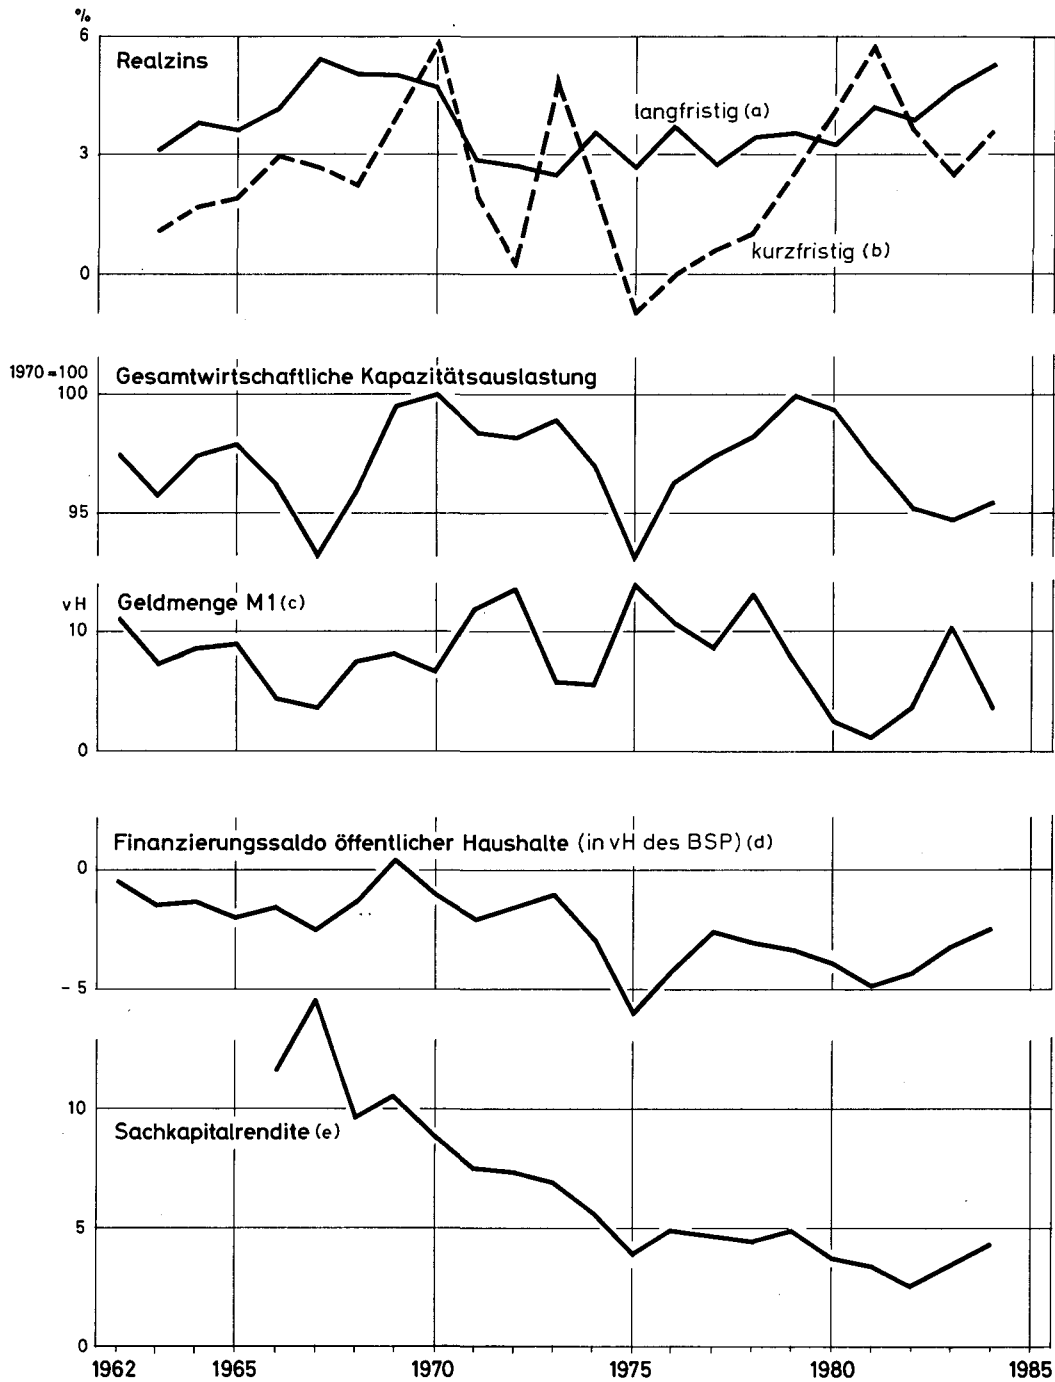 %
6
Realzins
langfristig (a)
3
kurzfristig (b)
0
1970=100
Gesamtwirtschaftliche Kapazitätsauslastung
100
95
vH
Geldmenge M1 (c)
10
0
Finanzierungssaldo öffentlicher Haushalte (in vH des BSP) (d)
0
- 5
10
Sachkapitalrendite (e)
5
0
1962 1965 1970 1975 1980 1985